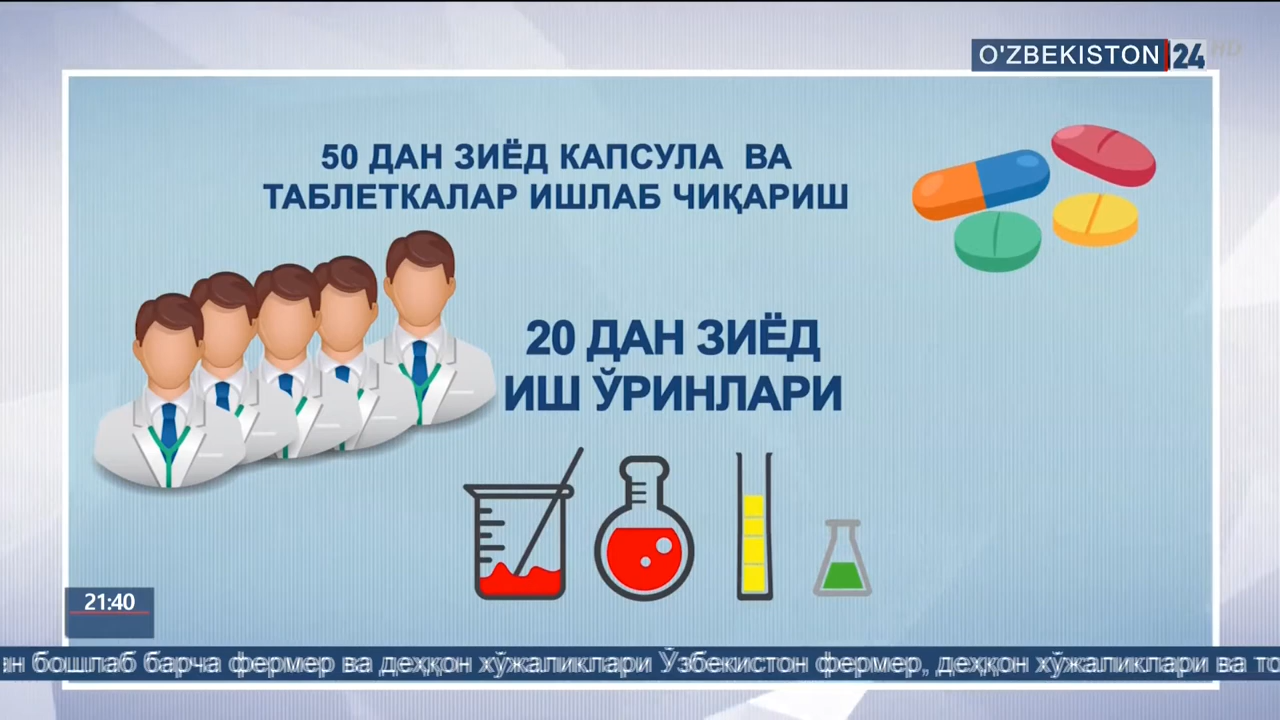 O'ZBEKISTON 24 HD
50 ДАН ЗИЁД КАПСУЛА ВА
ТАБЛЕТКАЛАР ИШЛАБ ЧИҚАРИШ
20 ДАН ЗИЁД
ИШ ЎРИНЛАРИ
21:40
бошлаб барча фермер ва деҳқон хўжаликлари Ўзбекистон фермер, деҳқон хўжаликлари ва